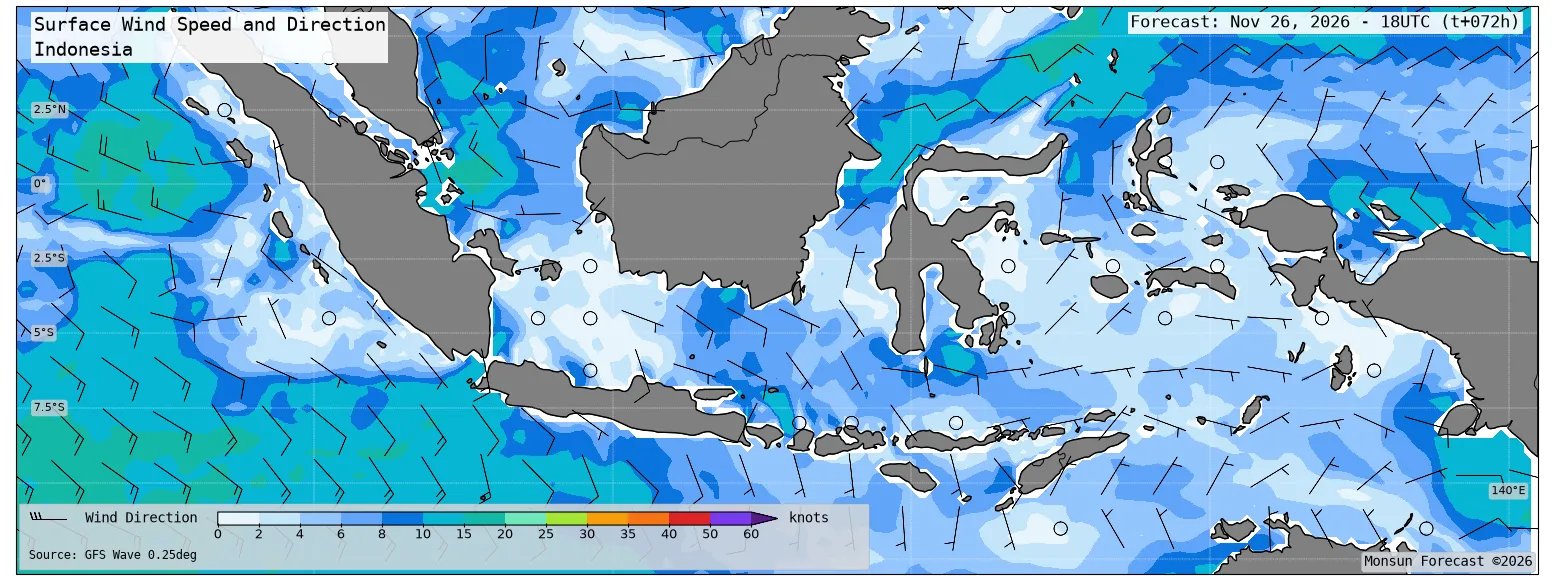 Surface Wind Speed and Direction
Indonesia
Forecast: Nov 26, 2026 - 18UTC (t+072h)
2.5°N
0°
2.5°S
5°S
7.5°S
140°E
Wind Direction
0 2 4 6 8 10 15 20 25 30 35 40 50 60
knots
Source: GFS Wave 0.25deg
Monsun Forecast ©2026